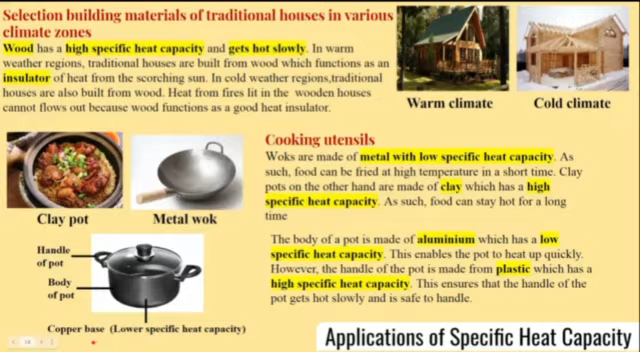 Selection building materials of traditional houses in various
climate zones
Wood has a high specific heat capacity and gets hot slowly. In warm
weather regions, traditional houses are built from wood which functions as an
insulator of heat from the scorching sun. In cold weather regions,traditional
houses are also built from wood. Heat from fires lit in the wooden houses
cannot flows out because wood functions as a good heat insulator.
Warm climate
Cold climate
Clay pot
Metal wok
Cooking utensils
Woks are made of metal with low specific heat capacity. As
such, food can be fried at high temperature in a short time. Clay
pots on the other hand are made of clay which has a high
specific heat capacity. As such, food can stay hot for a long
time
The body of a pot is made of aluminium which has a low
specific heat capacity. This enables the pot to heat up quickly.
However, the handle of the pot is made from plastic which has a
high specific heat capacity. This ensures that the handle of the
pot gets hot slowly and is safe to handle.
Handle
of pot
Body
of pot
Copper base (Lower specific heat capacity)
Applications of Specific Heat Capacity